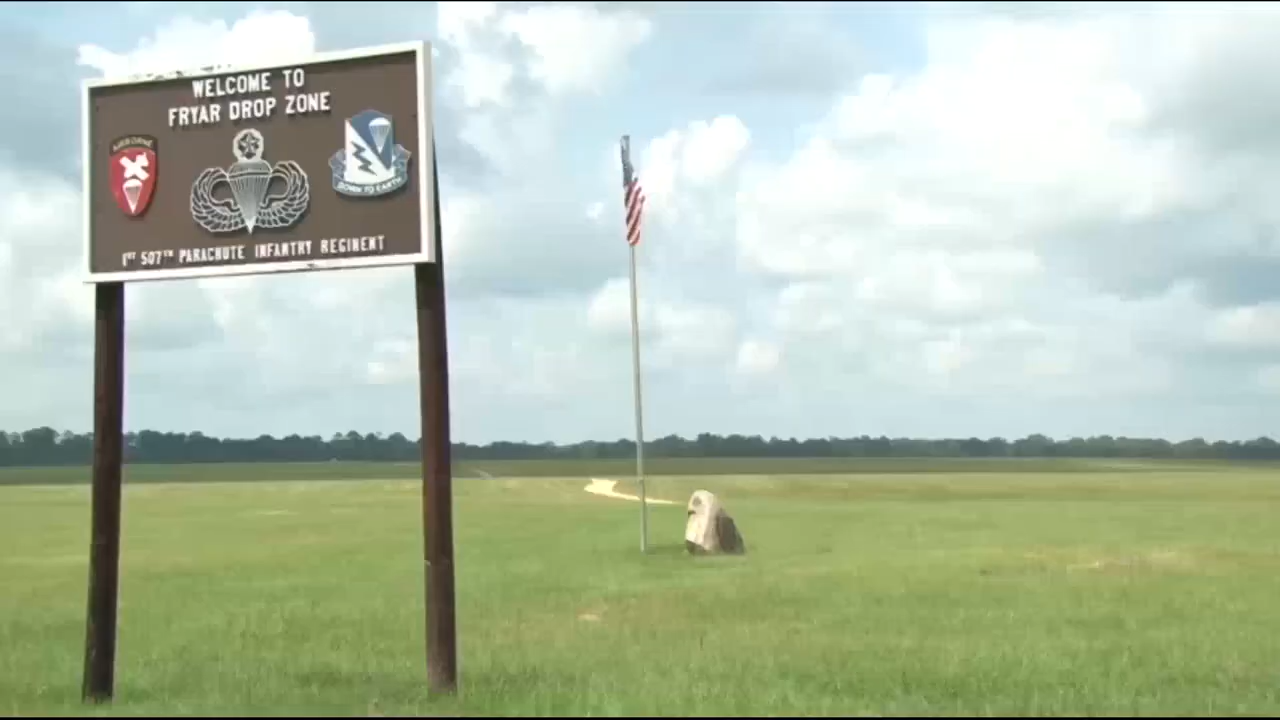 WELCOME TO
FRYAR DROP ZONE
AIRBORNE
DOWN TO EARTH
1ST 507TH PARACHUTE INFANTRY REGIMENT